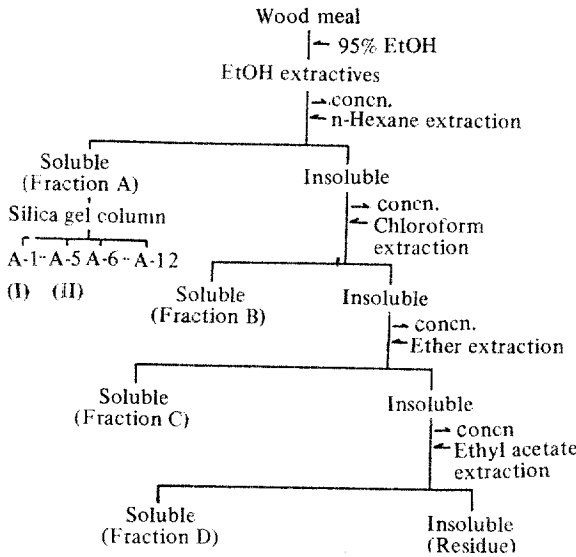 Wood meal
95% EtOH
EtOH extractives
concn.
n-Hexane extraction
Soluble
(Fraction A)
Insoluble
Silica gel column
concn.
Chloroform
extraction
A-1-- A-5 A-6-- A-12
(I) (II)
Soluble
(Fraction B)
Insoluble
concn.
Ether extraction
Soluble
(Fraction C)
Insoluble
concn
Ethyl acetate
extraction
Soluble
(Fraction D)
Insoluble
(Residue)